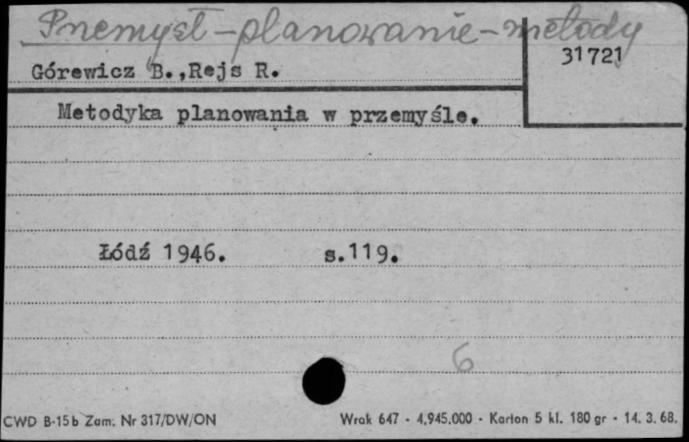 Przemysł - planowanie - metody
31721
Górewicz B.,Rejs R.
Metodyka planowania w przemyśle.
Łódź 1946. s.119.
6
CWD B-15b Zam. Nr 317/DW/ON Wrak 647 - 4,945.000 - Karton 5 kl. 180 gr - 14. 3. 68.